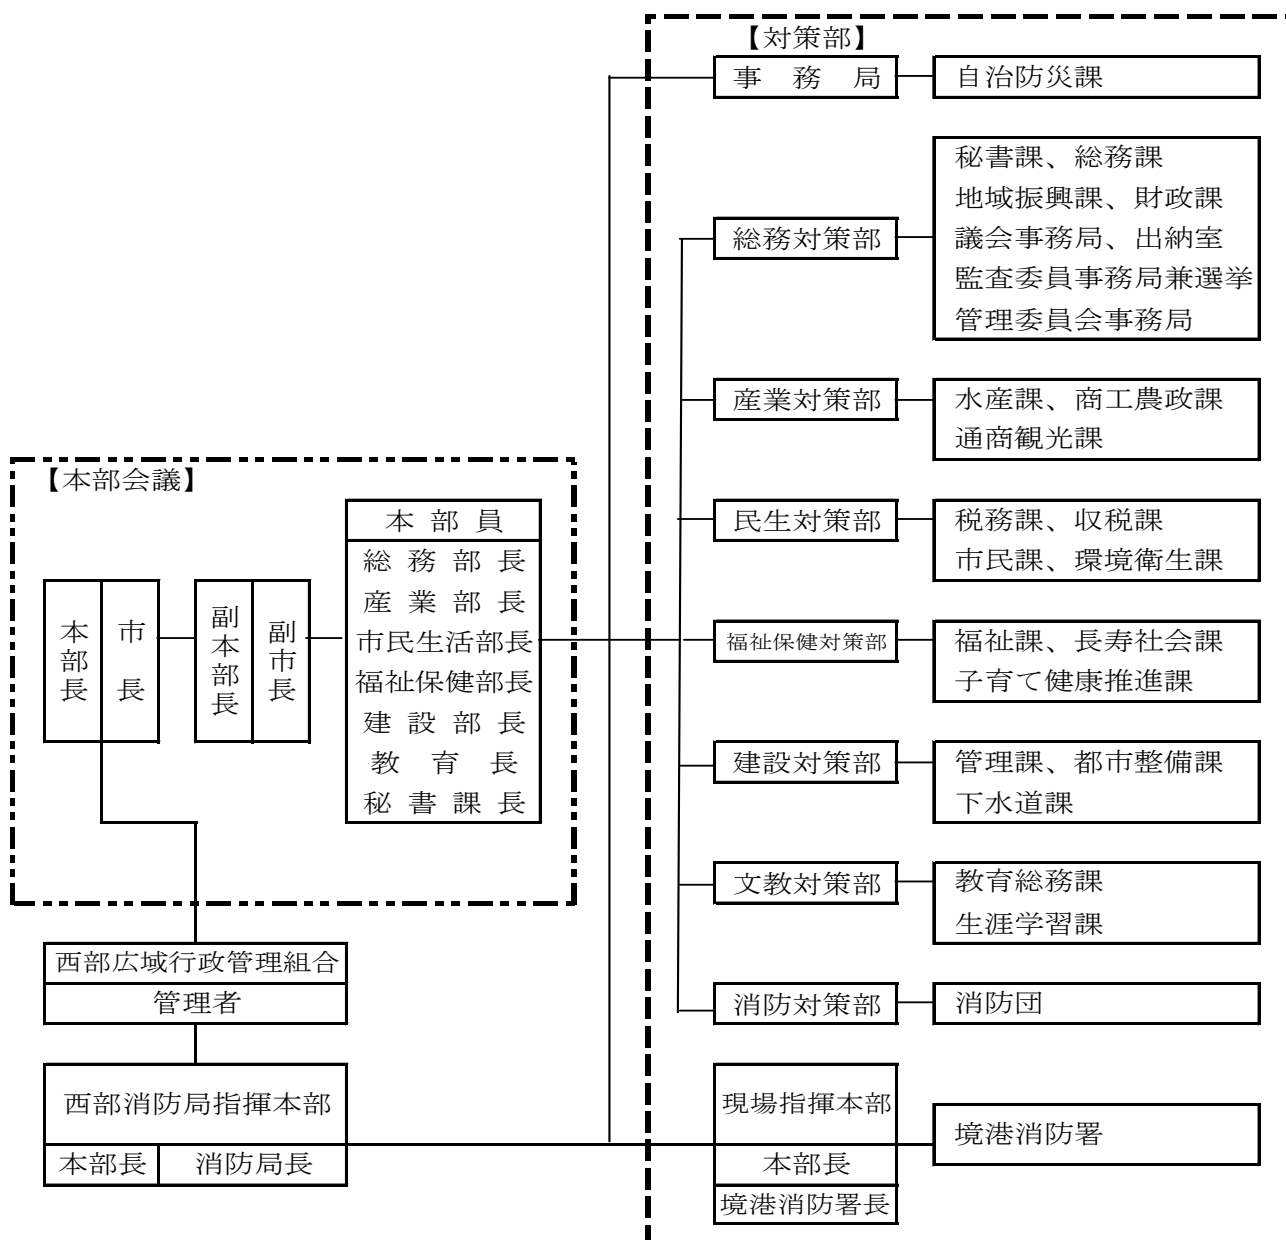 【対策部】
事務局
自治防災課
総務対策部
秘書課、総務課
地域振興課、財政課
議会事務局、出納室
監査委員事務局兼選挙
管理委員会事務局
産業対策部
水産課、商工農政課
通商観光課
民生対策部
税務課、収税課
市民課、環境衛生課
福祉保健対策部
福祉課、長寿社会課
子育て健康推進課
建設対策部
管理課、都市整備課
下水道課
文教対策部
教育総務課
生涯学習課
消防対策部
消防団
現場指揮本部
本部長
境港消防署長
境港消防署
【本部会議】
本部長
市長
副本部長
副市長
本部員
総務部長
産業部長
市民生活部長
福祉保健部長
建設部長
教育長
秘書課長
西部広域行政管理組合
管理者
西部消防局指揮本部
本部長
消防局長